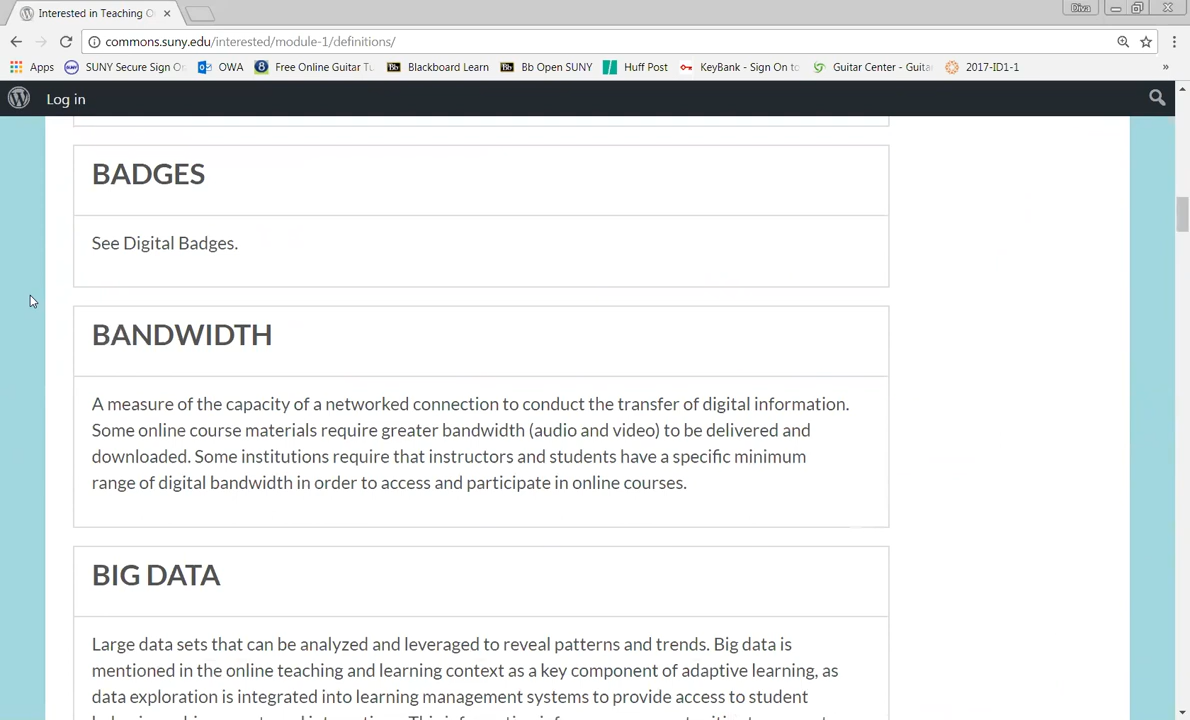 Interested in Teaching O
Diva
commons.suny.edu/interested/module-1/definitions/
Apps SUNY Secure Sign O OWA Free Online Guitar Tu Bb Blackboard Learn Bb Bb Open SUNY Huff Post KeyBank - Sign On to Guitar Center - Guita 2017-ID1-1 »
Log in
BADGES
See Digital Badges.
BANDWIDTH
A measure of the capacity of a networked connection to conduct the transfer of digital information.
Some online course materials require greater bandwidth (audio and video) to be delivered and
downloaded. Some institutions require that instructors and students have a specific minimum
range of digital bandwidth in order to access and participate in online courses.
BIG DATA
Large data sets that can be analyzed and leveraged to reveal patterns and trends. Big data is
mentioned in the online teaching and learning context as a key component of adaptive learning, as
data exploration is integrated into learning management systems to provide access to student